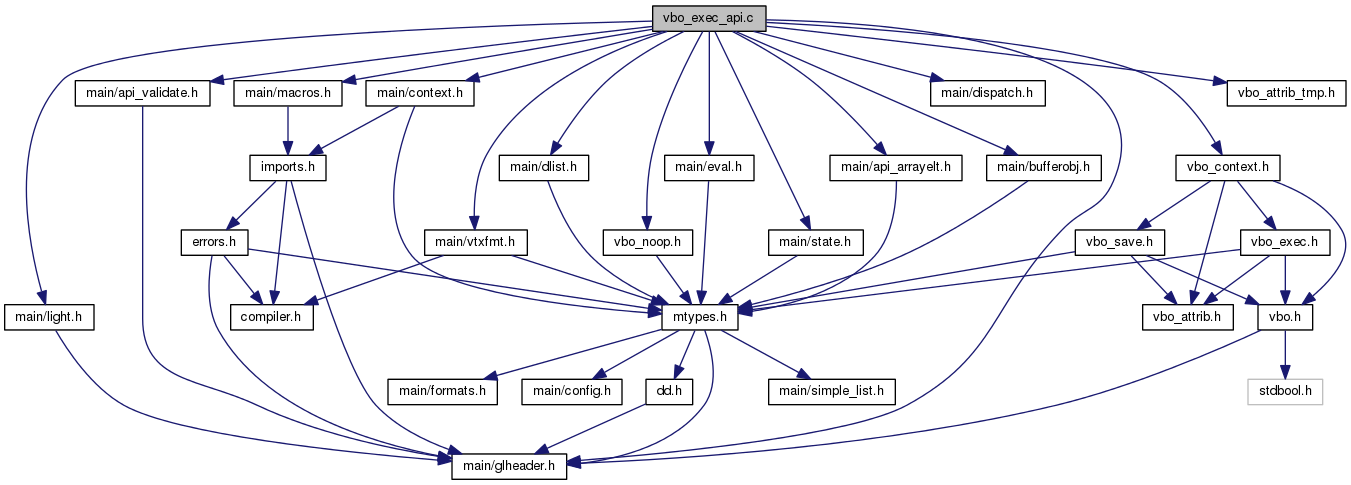 vbo_exec_api.c
main/api_validate.h
main/macros.h
main/context.h
main/dispatch.h
vbo_attrib_tmp.h
imports.h
main/dlist.h
main/eval.h
main/api_arrayelt.h
main/bufferobj.h
vbo_context.h
errors.h
main/vtxfmt.h
vbo_noop.h
main/state.h
vbo_save.h
vbo_exec.h
main/light.h
compiler.h
mtypes.h
vbo_attrib.h
vbo.h
main/formats.h
main/config.h
dd.h
main/simple_list.h
stdbool.h
main/glheader.h